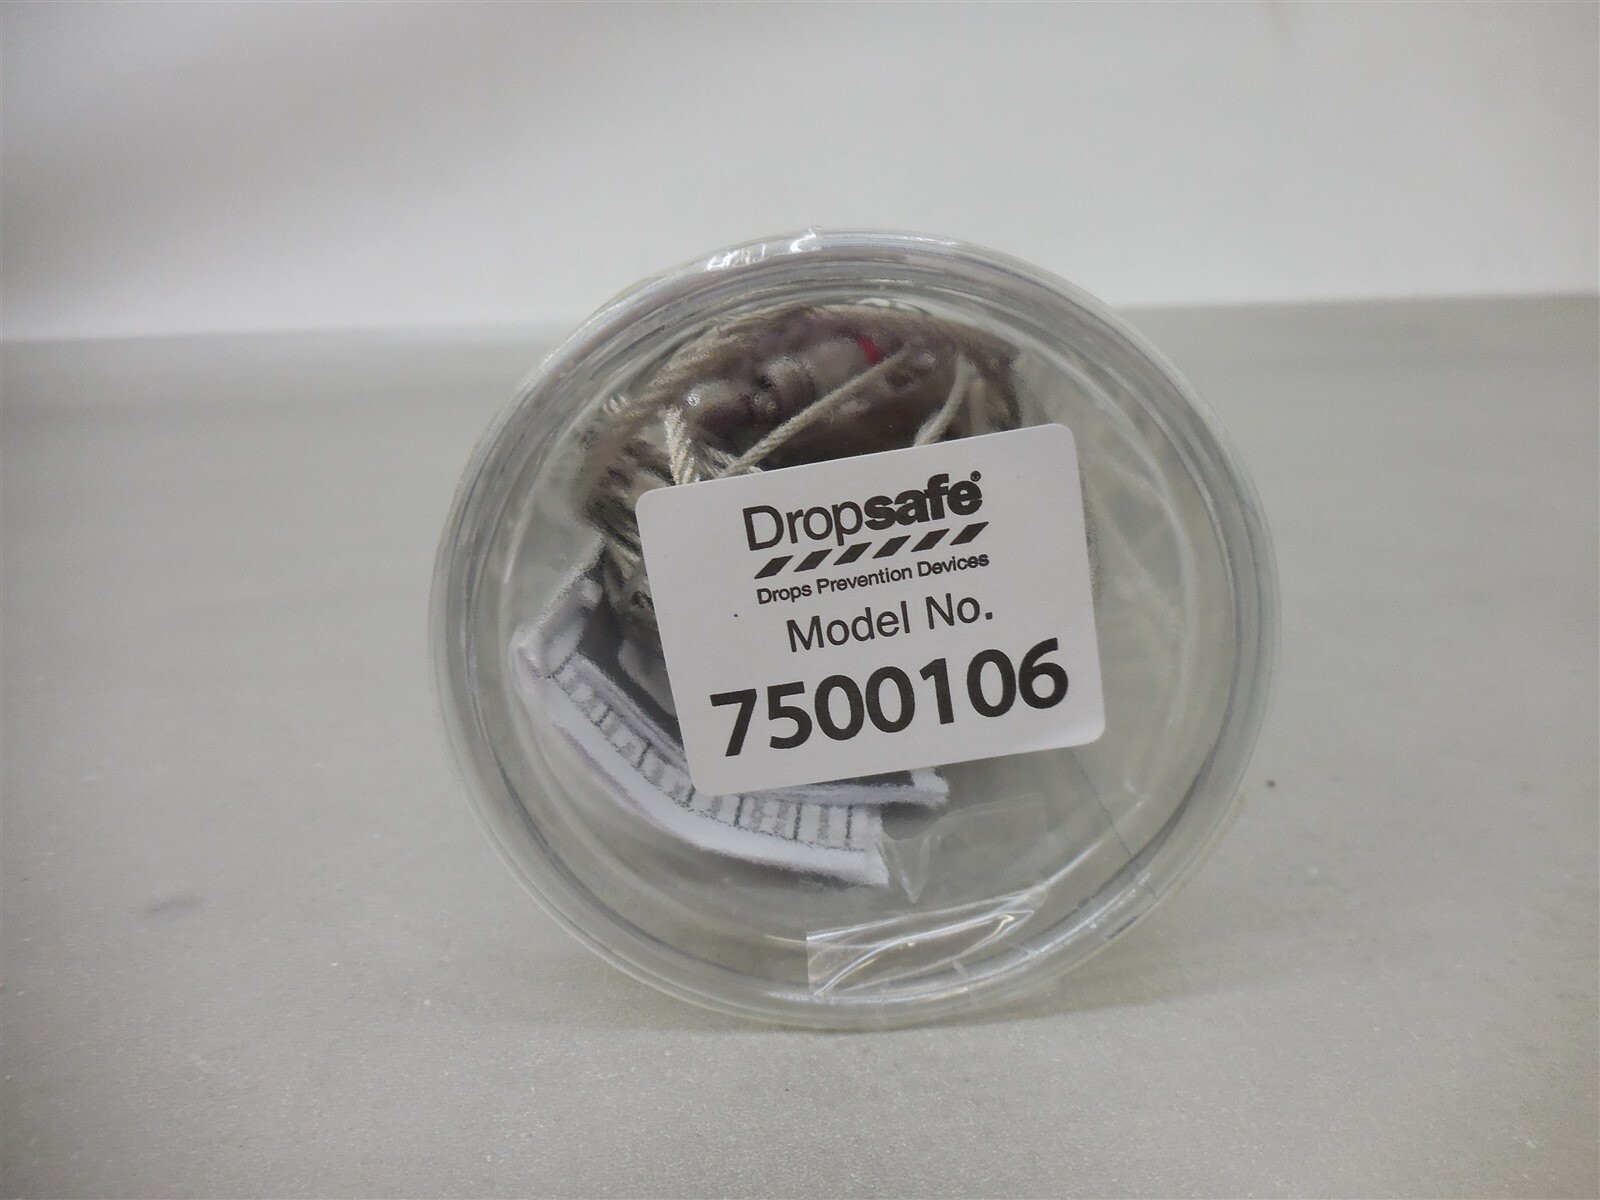 Dropsafe®
Drops Prevention Devices
Model No.
7500106